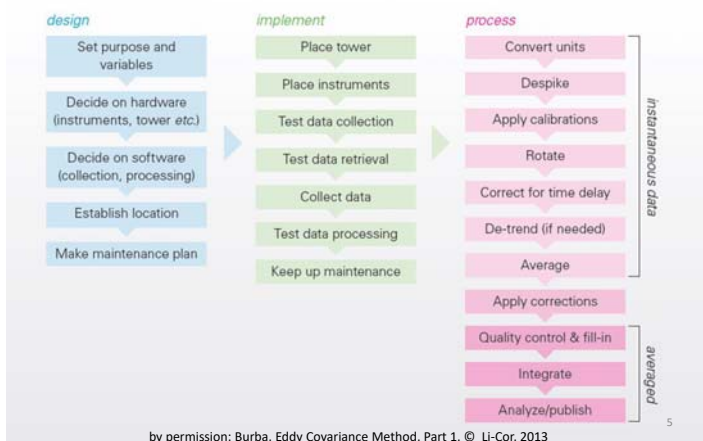 design
Set purpose and
variables
Decide on hardware
(instruments, tower etc.)
Decide on software
(collection, processing)
Establish location
Make maintenance plan
implement
Place tower
Place instruments
Test data collection
Test data retrieval
Collect data
Test data processing
Keep up maintenance
process
Convert units
Despike
Apply calibrations
Rotate
Correct for time delay
De-trend (if needed)
Average
Apply corrections
Quality control & fill-in
Integrate
Analyze/publish
instantaneous data
averaged
5
by permission: Burba, Eddy Covariance Method, Part 1, © Li-Cor, 2013